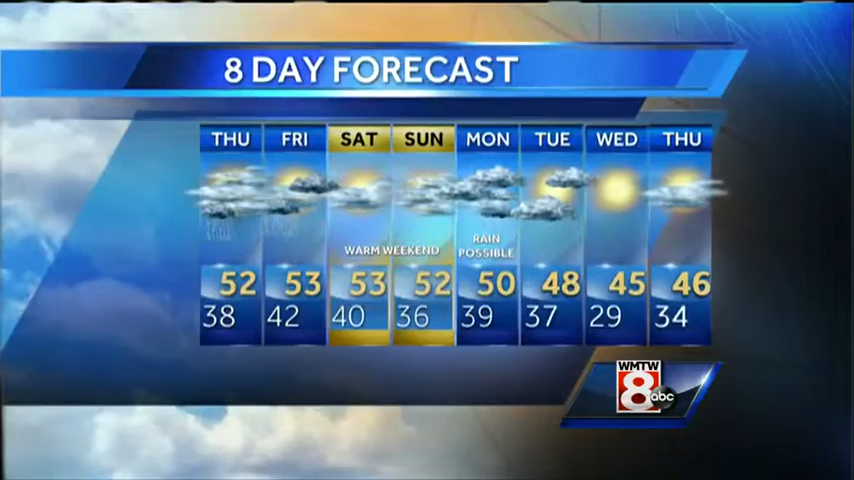 8 DAY FORECAST
THU FRI SAT SUN MON TUE WED THU
WARM WEEKEND
RAIN
POSSIBLE
52 53 53 52 50 48 45 46
38 42 40 36 39 37 29 34
WMTW
8 abc